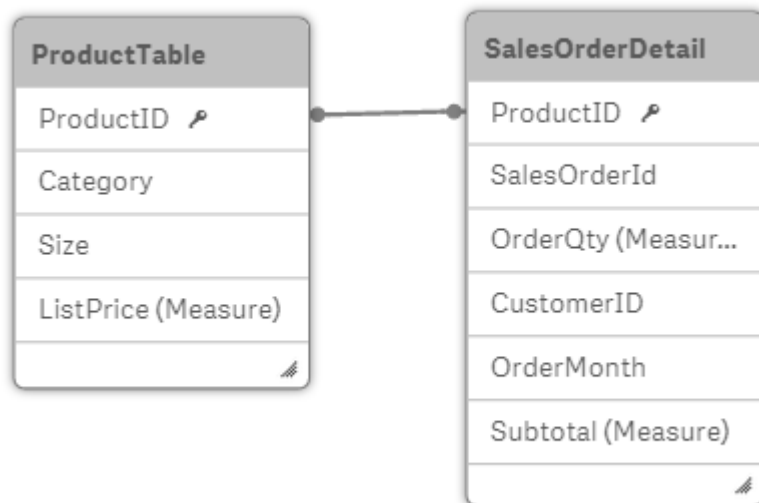 ProductTable
ProductID
Category
Size
ListPrice (Measure)
SalesOrderDetail
ProductID
SalesOrderId
OrderQty (Measur...
CustomerID
OrderMonth
Subtotal (Measure)